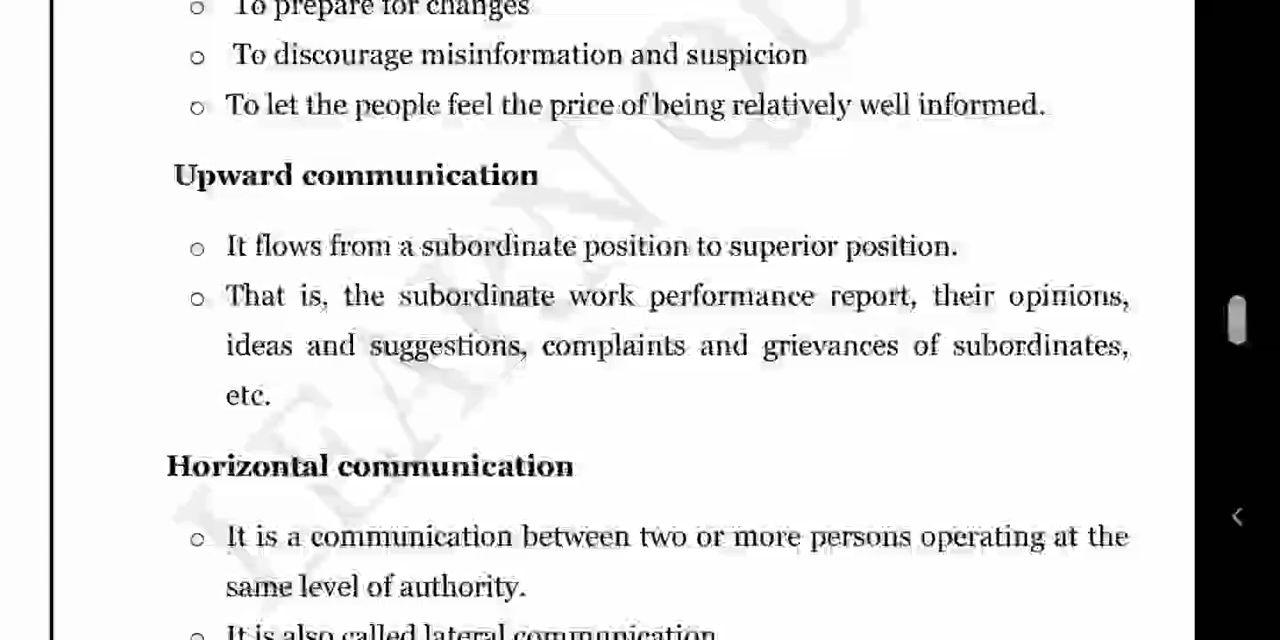 To prepare for changes
To discourage misinformation and suspicion
To let the people feel the price of being relatively well informed.
Upward communication
It flows from a subordinate position to superior position.
That is, the subordinate work performance report, their opinions,
ideas and suggestions, complaints and grievances of subordinates,
etc.
Horizontal communication
It is a communication between two or more persons operating at the
same level of authority.
It is also called lateral communication